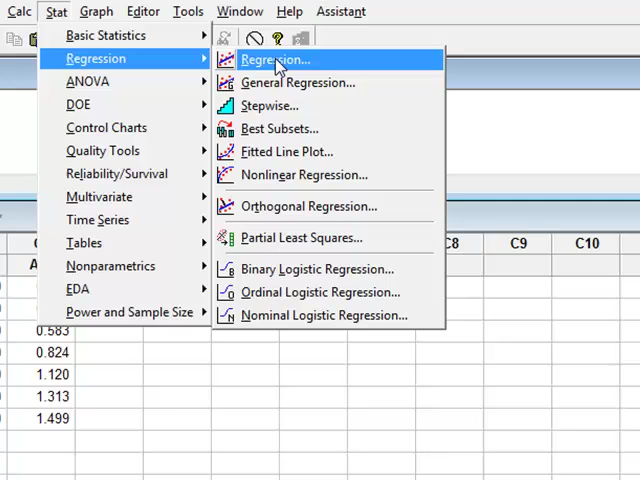 Calc Stat Graph Editor Tools Window Help Assistant
Basic Statistics
Regression
ANOVA
DOE
Control Charts
Quality Tools
Reliability/Survival
Multivariate
Time Series
Tables
Nonparametrics
EDA
Power and Sample Size
Regression...
General Regression...
Stepwise...
Best Subsets...
Fitted Line Plot...
Nonlinear Regression...
Orthogonal Regression...
Partial Least Squares...
Binary Logistic Regression...
Ordinal Logistic Regression...
Nominal Logistic Regression...
C8 C9 C10
0.583
0.824
1.120
1.313
1.499